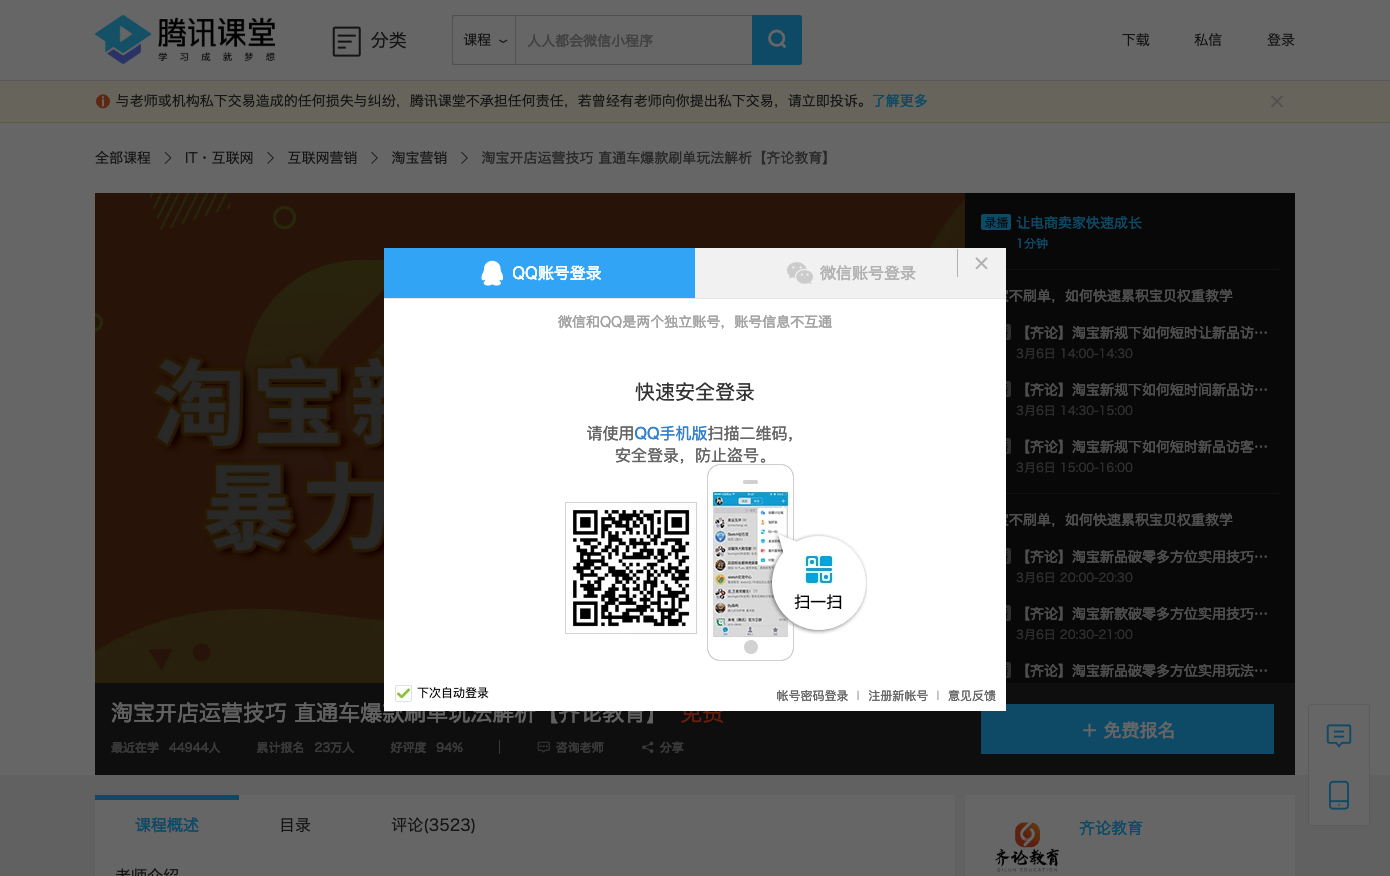 腾讯课堂
学习成就梦想
分类
课程
人人都会微信小程序
下载
私信
登录
与老师或机构私下交易造成的任何损失与纠纷，腾讯课堂不承担任何责任，若曾经有老师向你提出私下交易，请立即投诉。了解更多
全部课程 > IT · 互联网 > 互联网营销 > 淘宝营销 > 淘宝开店运营技巧 直通车爆款刷单玩法解析【齐论教育】
淘宝新
暴力
录播 让电商卖家快速成长
1分钟
不刷单，如何快速累积宝贝权重教学
【齐论】淘宝新规下如何短时让新品访…
3月6日 14:00-14:30
【齐论】淘宝新规下如何短时间新品访…
3月6日 14:30-15:00
【齐论】淘宝新规下如何短时新品访客…
3月6日 15:00-16:00
不刷单，如何快速累积宝贝权重教学
【齐论】淘宝新品破零多方位实用技巧…
3月6日 20:00-20:30
【齐论】淘宝新款破零多方位实用技巧…
3月6日 20:30-21:00
【齐论】淘宝新品破零多方位实用玩法…
QQ账号登录
微信账号登录
微信和QQ是两个独立账号，账号信息不互通
快速安全登录
请使用QQ手机版扫描二维码，
安全登录，防止盗号。
扫一扫
下次自动登录
帐号密码登录
注册新帐号
意见反馈
淘宝开店运营技巧 直通车爆款刷单玩法解析【齐论教育】 免费
最近在学 44944人
累计报名 23万人
好评度 94%
咨询老师
分享
+ 免费报名
课程概述
目录
评论(3523)
老师介绍
齐论教育
QILUN EDUCATION
齐论教育